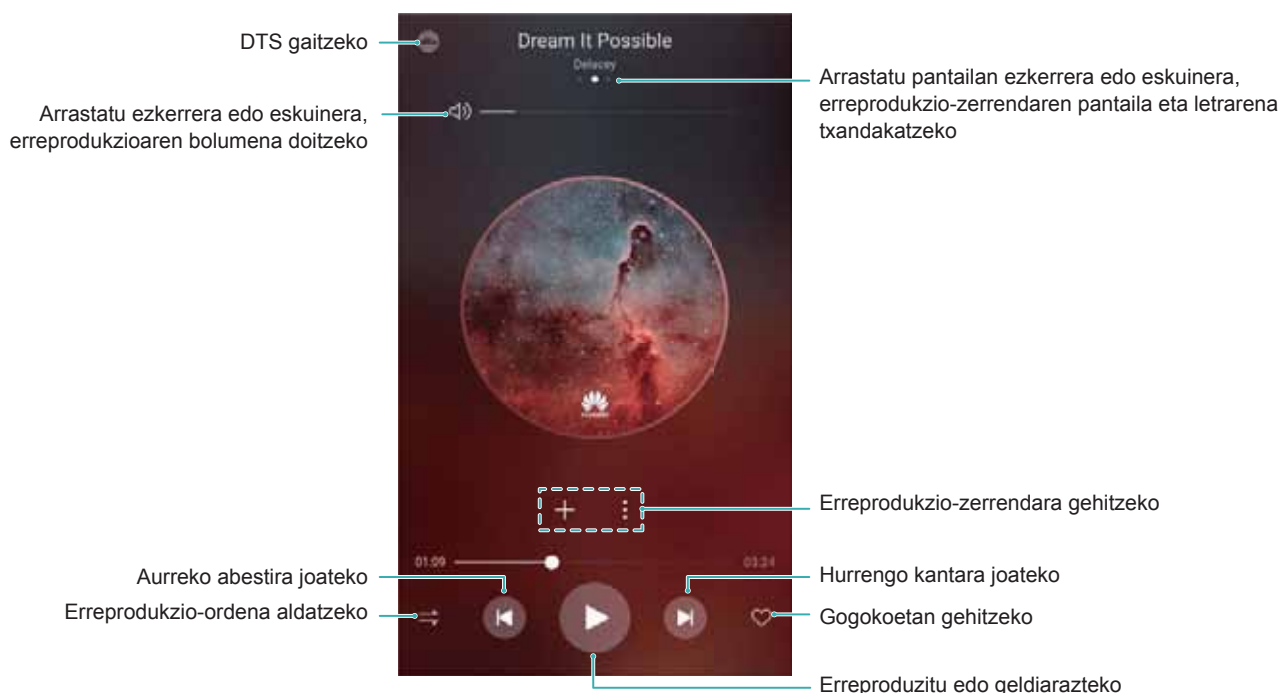 DTS gaitzeko
Dream It Possible
Delacey
Arrastatu pantailan ezkerrera edo eskuinera,
erreprodukzio-zerrendaren pantaila eta letrarena
txandakatzeko
Arrastatu ezkerrera edo eskuinera,
erreprodukzioaren bolumena doitzeko
HUAWEI
Erreprodukzio-zerrendara gehitzeko
01:09
03:24
Aurreko abestira joateko
Hurrengo kantara joateko
Erreprodukzio-ordena aldatzeko
Gogokoetan gehitzeko
Erreproduzitu edo geldiarazteko